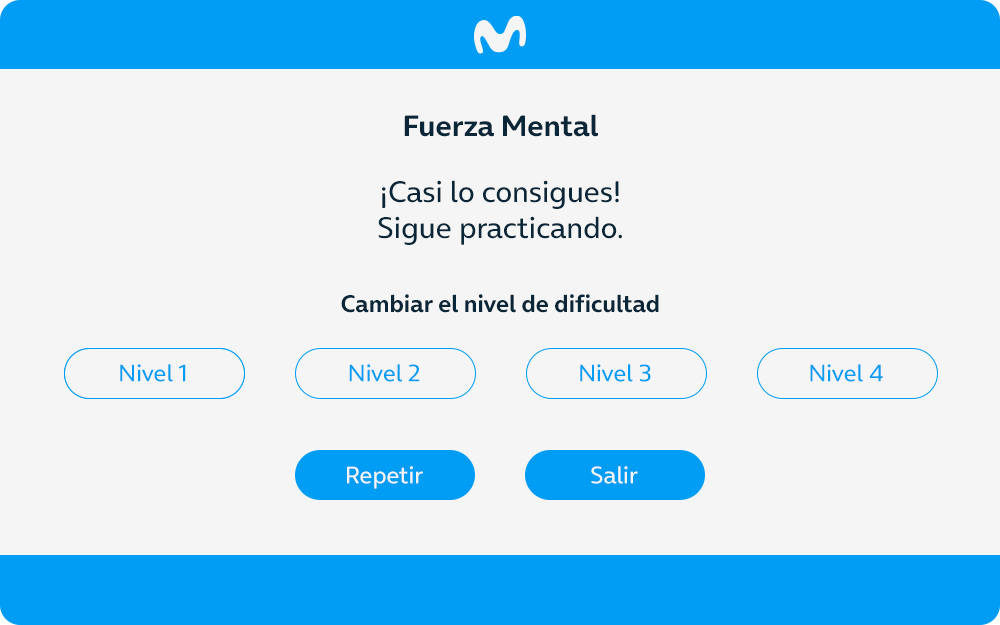 Fuerza Mental
¡Casi lo consigues!
Sigue practicando.
Cambiar el nivel de dificultad
Nivel 1
Nivel 2
Nivel 3
Nivel 4
Repetir
Salir